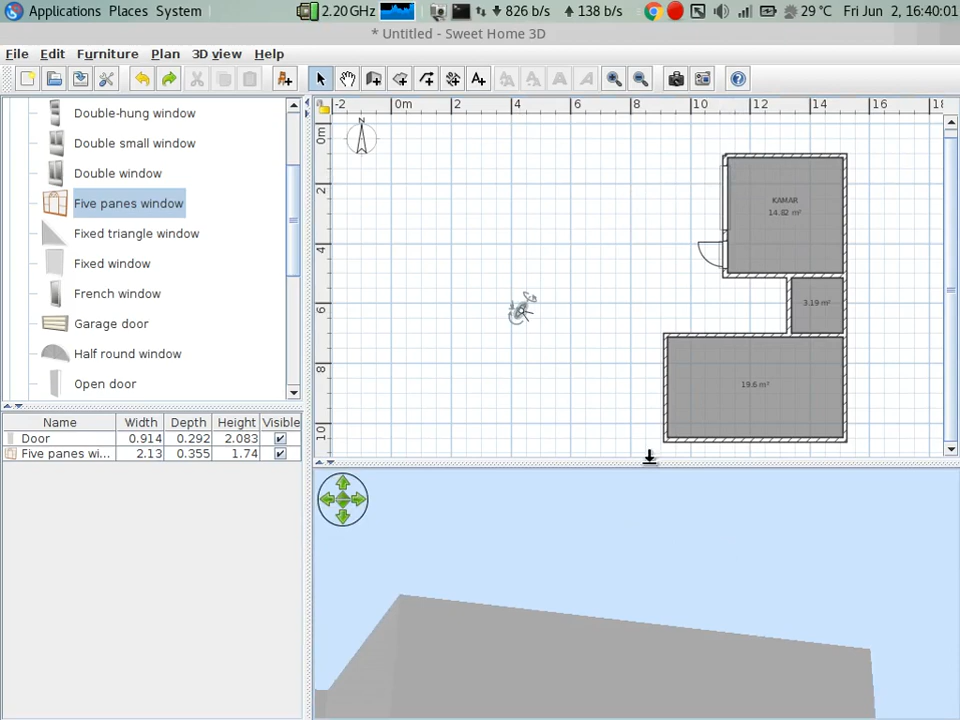 Applications Places System 2.20 GHz 826 b/s 138 b/s 29 °C Fri Jun 2, 16:40:01
* Untitled - Sweet Home 3D
File Edit Furniture Plan 3D view Help
-2 0m 2 4 6 8 10 12 14 16 18
Double-hung window
Double small window
Double window
Five panes window
Fixed triangle window
Fixed window
French window
Garage door
Half round window
Open door
N
0m
2
4
6
8
10
KAMAR
14.82 m²
3.19 m²
19.6 m²
Name Width Depth Height Visible
Door 0.914 0.292 2.083
Five panes wi... 2.13 0.355 1.74